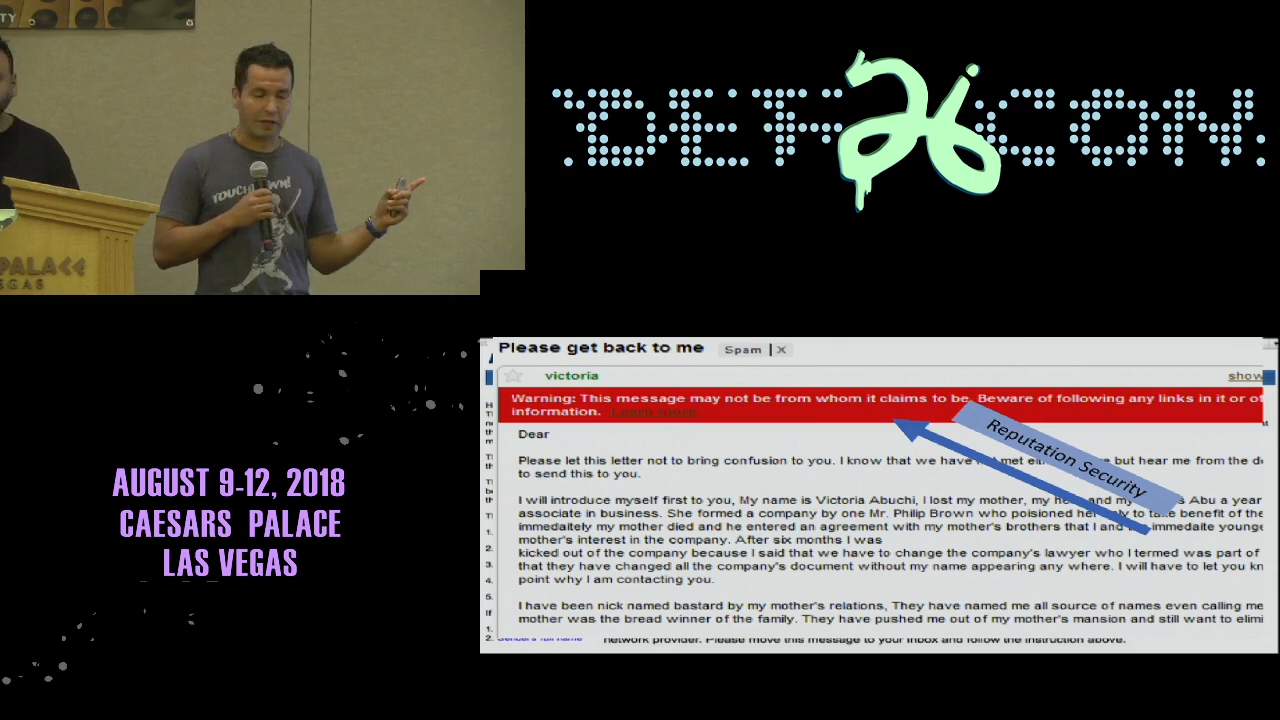 TOUCHDOWN!
PALACE
DEF 26 CON
AUGUST 9-12, 2018
CAESARS PALACE
LAS VEGAS
Please get back to me
Spam | X
victoria
show
Warning: This message may not be from whom it claims to be. Beware of following any links in it or of
information. Learn more
Dear
Reputation Security
Please let this letter not to bring confusion to you. I know that we have met but hear me from the
to send this to you.
I will introduce myself first to you, My name is Victoria Abuchi, I lost my mother, my and my Abu a year
associate in business. She formed a company by one Mr. Philip Brown who poisioned her to take benefit of the
immedaitely my mother died and he entered an agreement with my mother's brothers that I and immedaite
mother's interest in the company. After six months I was
kicked out of the company because I said that we have to change the company's lawyer who I termed was part of
that they have changed all the company's document without my name appearing any where. I will have to let you
point why I am contacting you.
I have been nick named bastard by my mother's relations, They have named me all source of names even calling me
mother was the bread winner of the family. They have pushed me out of my mother's mansion and still want to
network provider. Please move this message to your inbox and follow the instruction above.